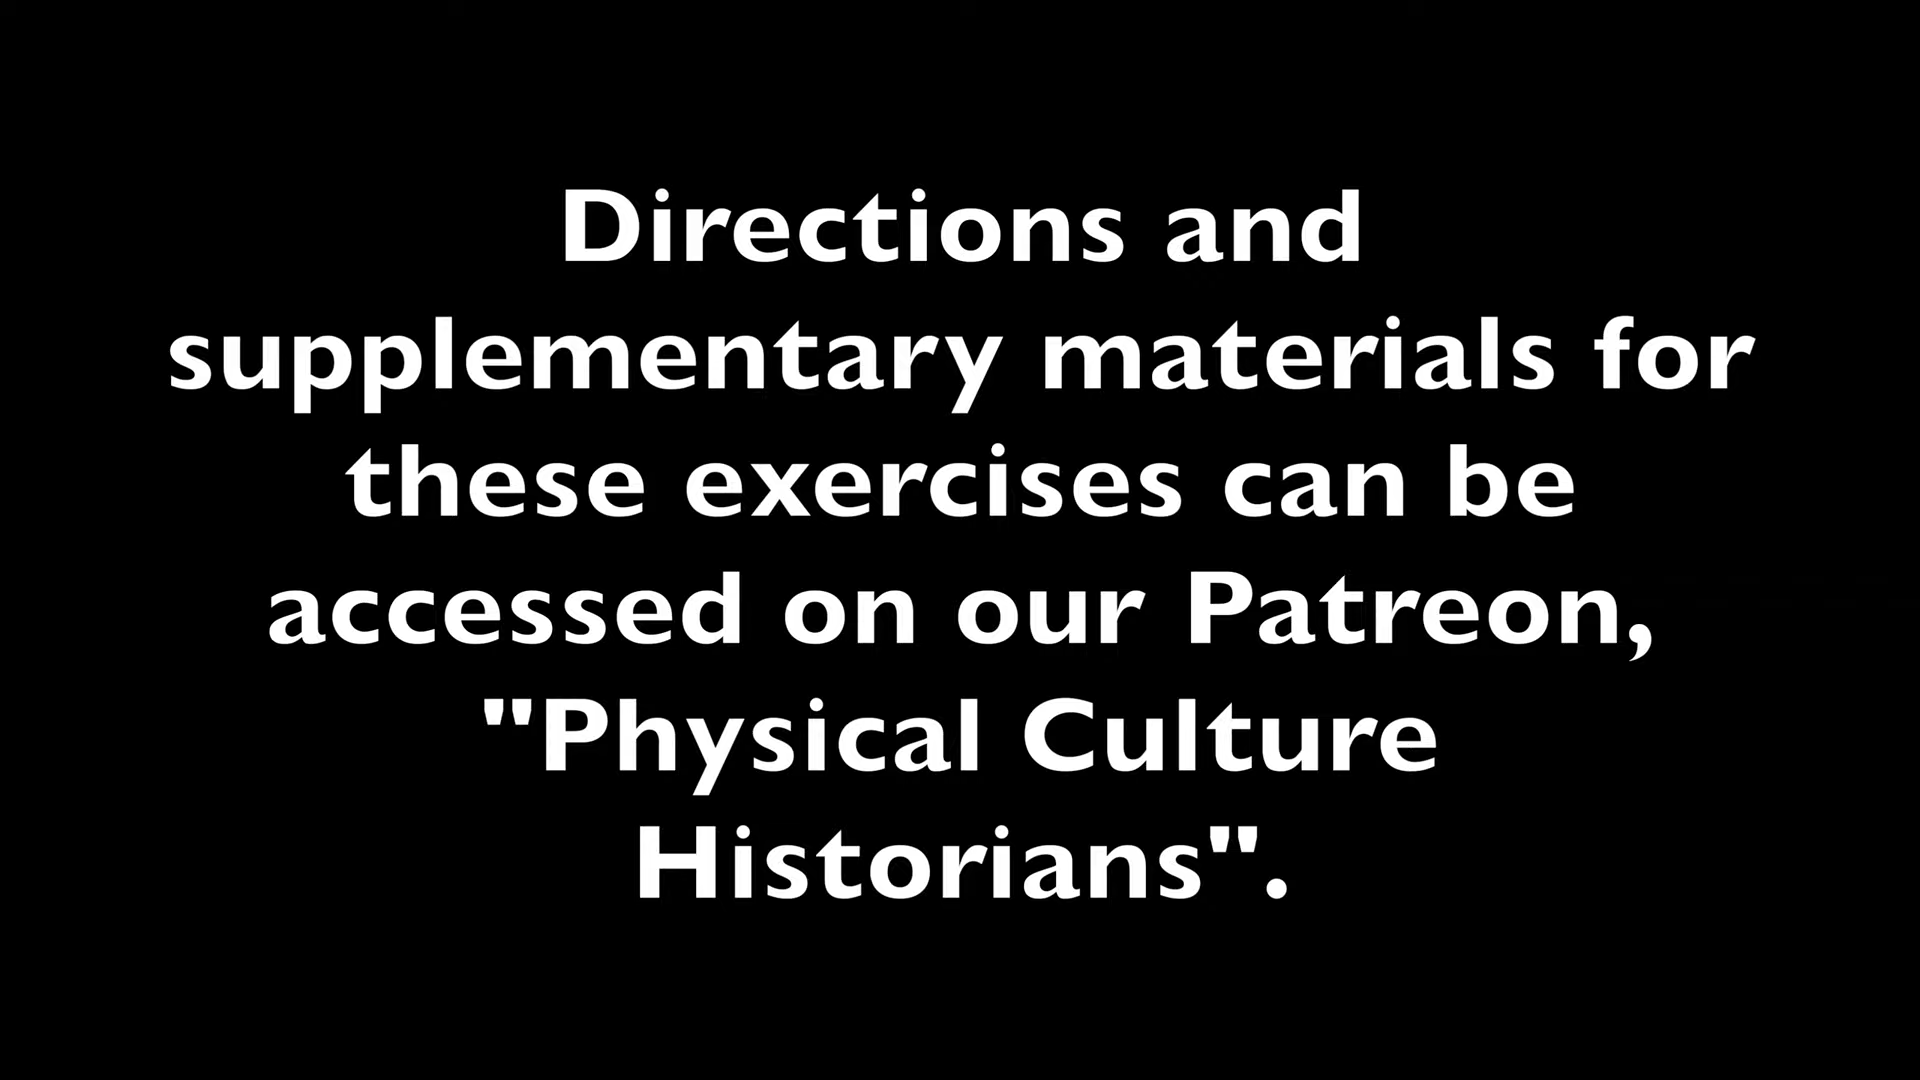 Directions and
supplementary materials for
these exercises can be
accessed on our Patreon,
"Physical Culture
Historians".